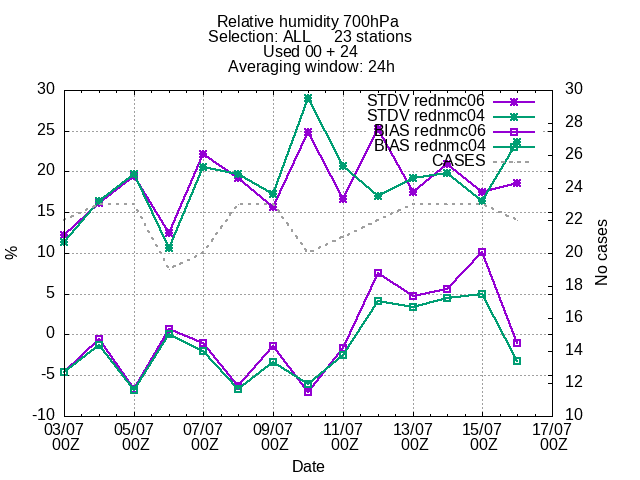 Relative humidity 700hPa
Selection: ALL 23 stations
Used 00 + 24
Averaging window: 24h
30 30
STDV rednmc06
STDV rednmc04
BIAS rednmc06
BIAS rednmc04
CASES
28
25
26
20
24
15
22
10
20
5
18
0
16
14
-5
12
-10
10
%
No cases
03/07 05/07 07/07 09/07 11/07 13/07 15/07 17/07
00Z 00Z 00Z 00Z 00Z 00Z 00Z 00Z
Date